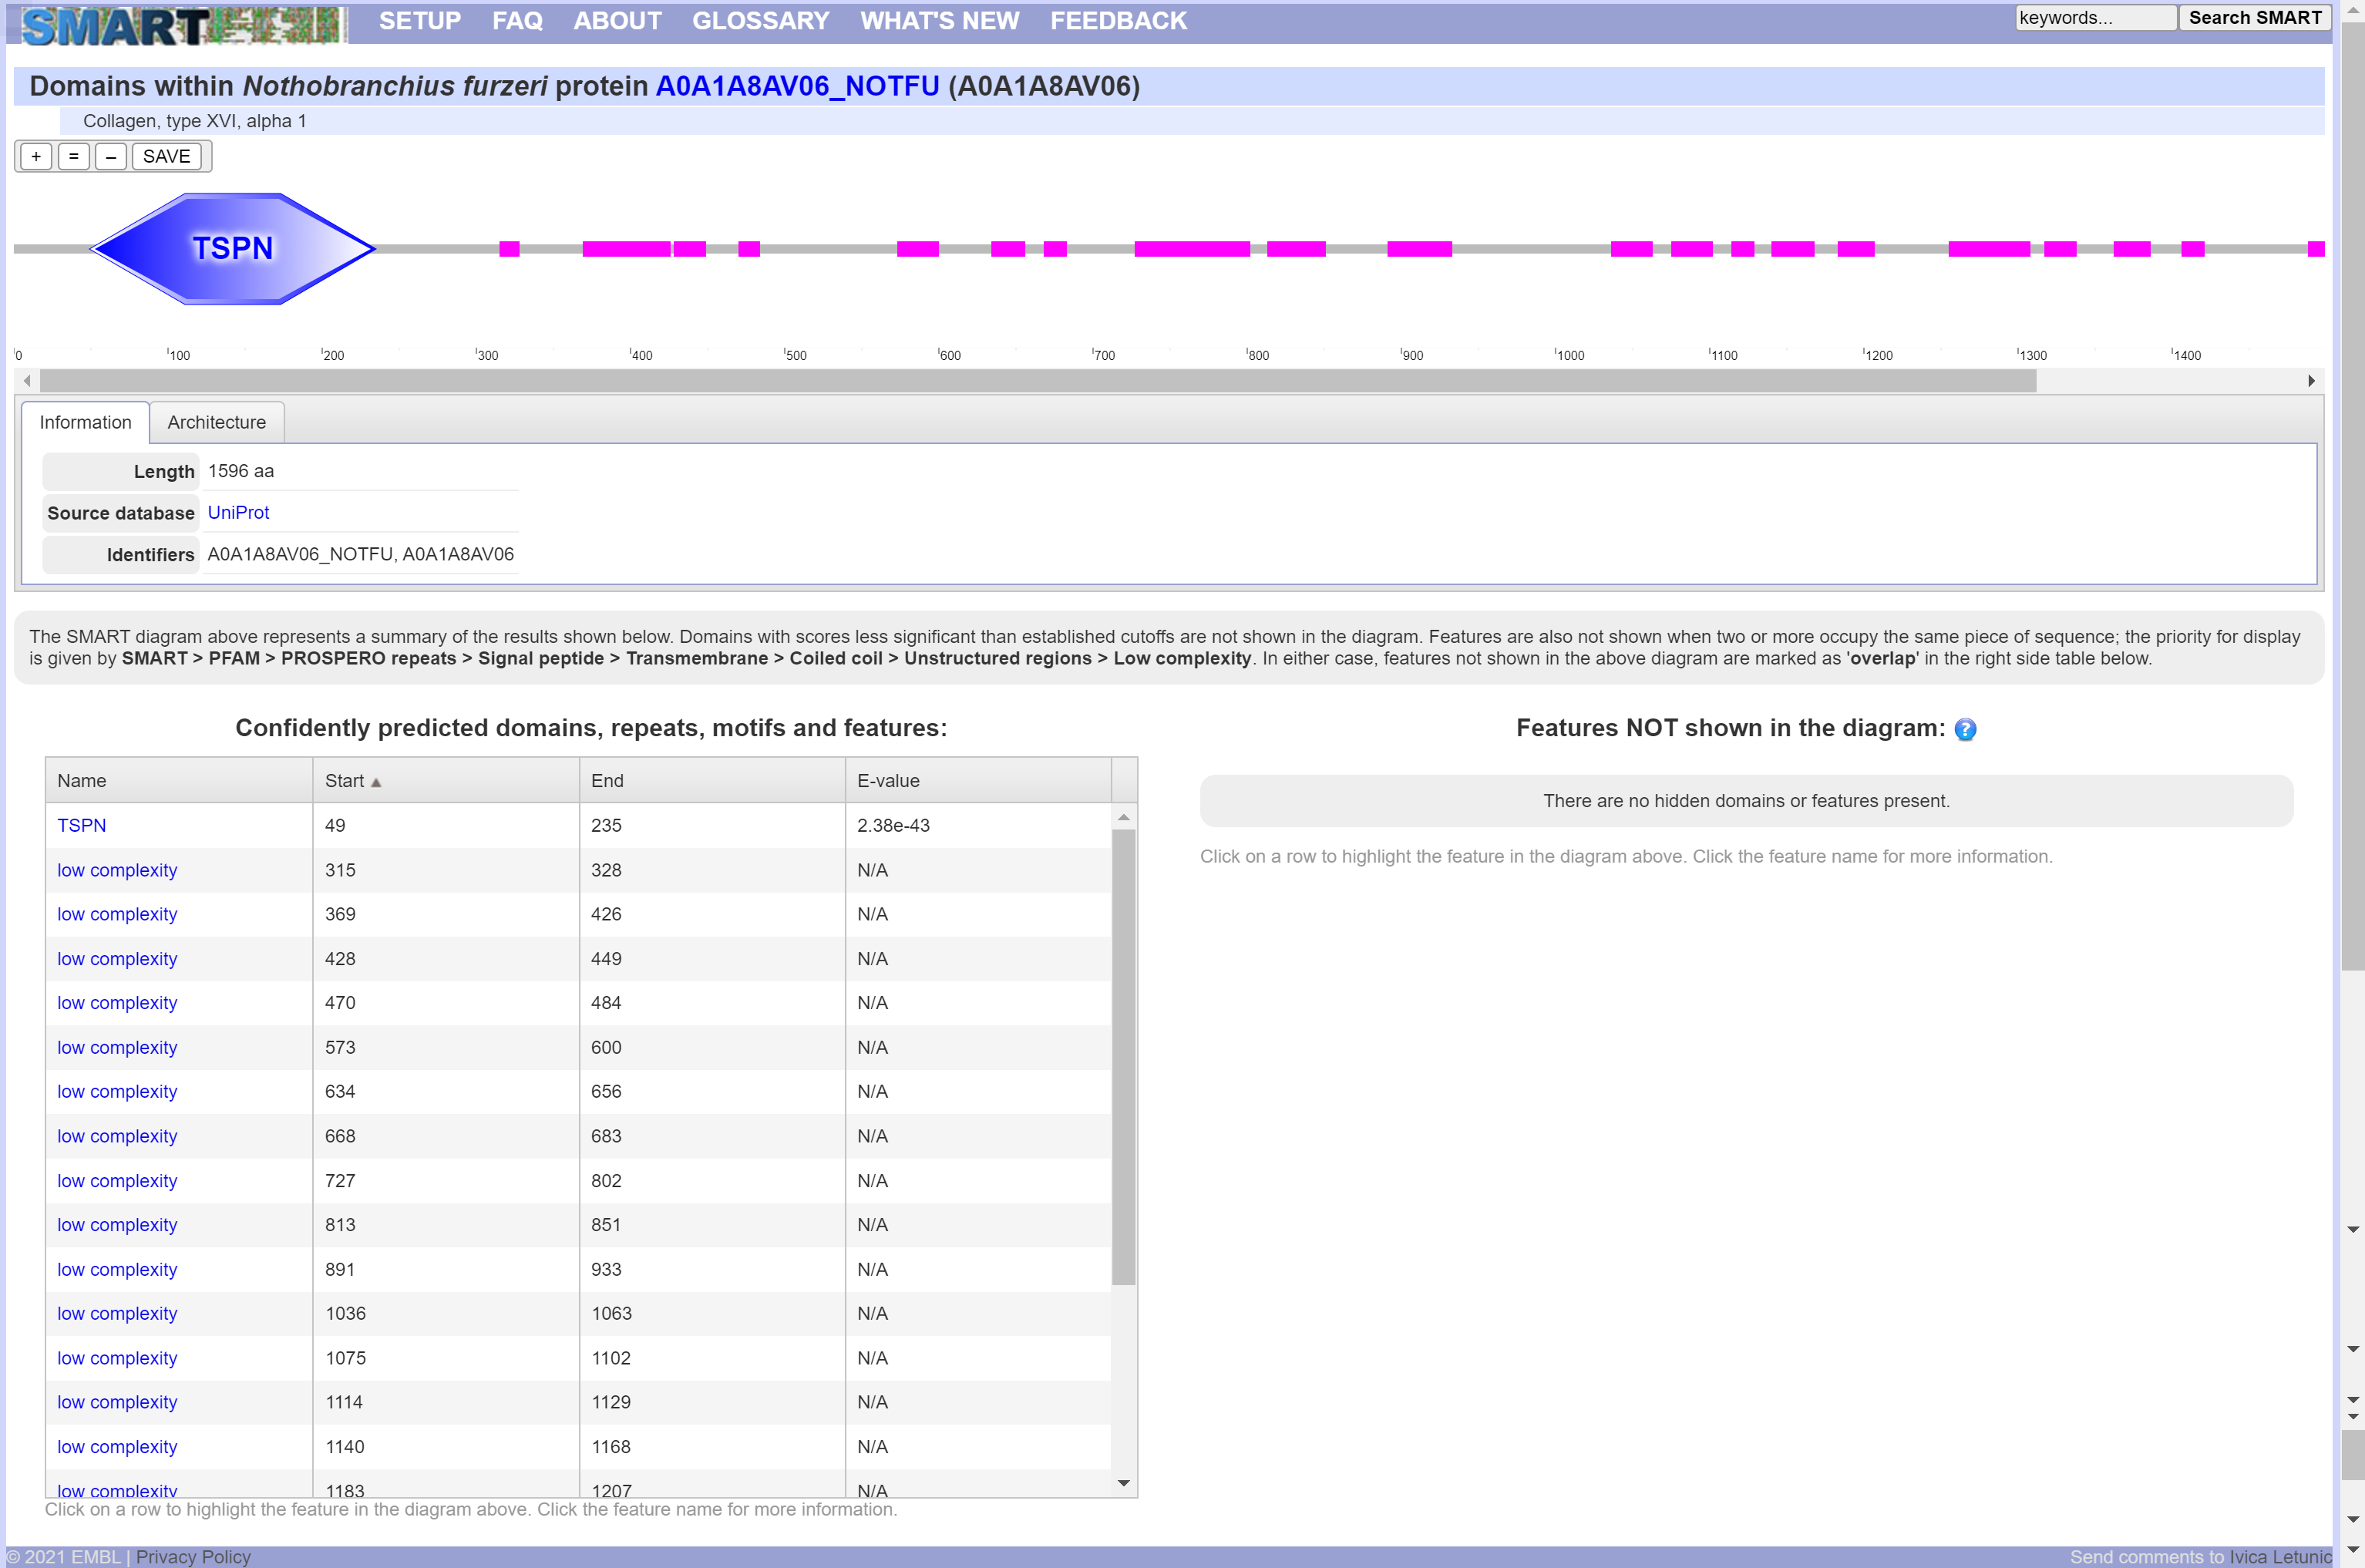 SMART SETUP FAQ ABOUT GLOSSARY WHAT'S NEW FEEDBACK keywords... Search SMART
Domains within Nothobranchius furzeri protein A0A1A8AV06_NOTFU (A0A1A8AV06)
Collagen, type XVI, alpha 1
+ = – SAVE
TSPN
0 100 200 300 400 500 600 700 800 900 1000 1100 1200 1300 1400
Information Architecture
Length 1596 aa
Source database UniProt
Identifiers A0A1A8AV06_NOTFU, A0A1A8AV06
The SMART diagram above represents a summary of the results shown below. Domains with scores less significant than established cutoffs are not shown in the diagram. Features are also not shown when two or more occupy the same piece of sequence; the priority for display
is given by SMART > PFAM > PROSPERO repeats > Signal peptide > Transmembrane > Coiled coil > Unstructured regions > Low complexity. In either case, features not shown in the above diagram are marked as 'overlap' in the right side table below.
Confidently predicted domains, repeats, motifs and features:
Name Start End E-value
TSPN 49 235 2.38e-43
low complexity 315 328 N/A
low complexity 369 426 N/A
low complexity 428 449 N/A
low complexity 470 484 N/A
low complexity 573 600 N/A
low complexity 634 656 N/A
low complexity 668 683 N/A
low complexity 727 802 N/A
low complexity 813 851 N/A
low complexity 891 933 N/A
low complexity 1036 1063 N/A
low complexity 1075 1102 N/A
low complexity 1114 1129 N/A
low complexity 1140 1168 N/A
low complexity 1183 1207 N/A
Click on a row to highlight the feature in the diagram above. Click the feature name for more information.
Features NOT shown in the diagram: ?
There are no hidden domains or features present.
Click on a row to highlight the feature in the diagram above. Click the feature name for more information.
© 2021 EMBL | Privacy Policy Send comments to Ivica Letunic